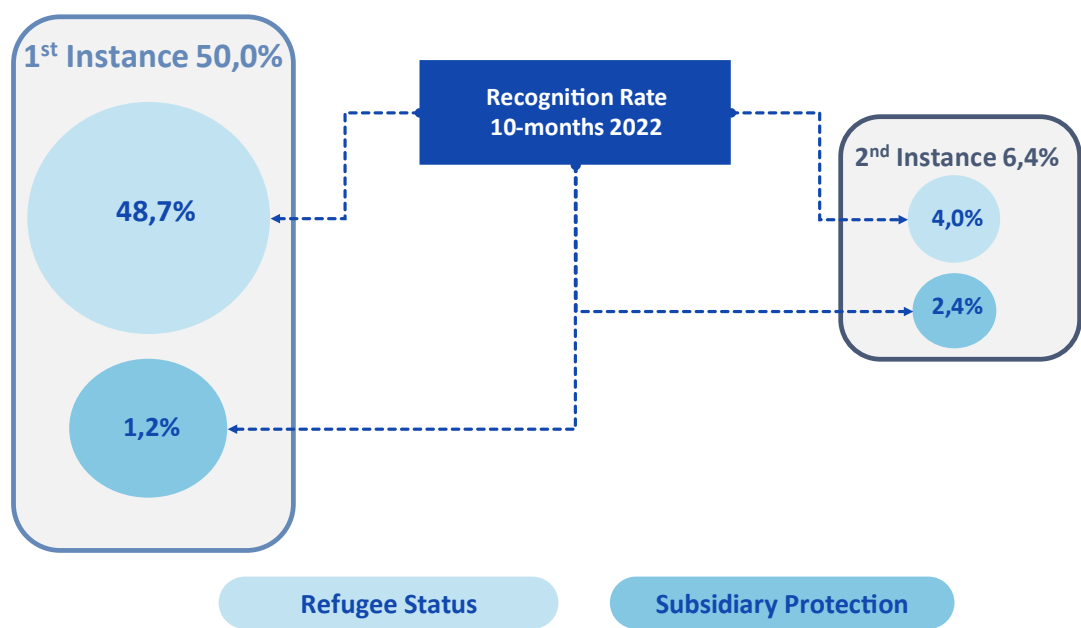 1st Instance 50,0%
48,7%
1,2%
Recognition Rate
10-months 2022
2nd Instance 6,4%
4,0%
2,4%
Refugee Status
Subsidiary Protection